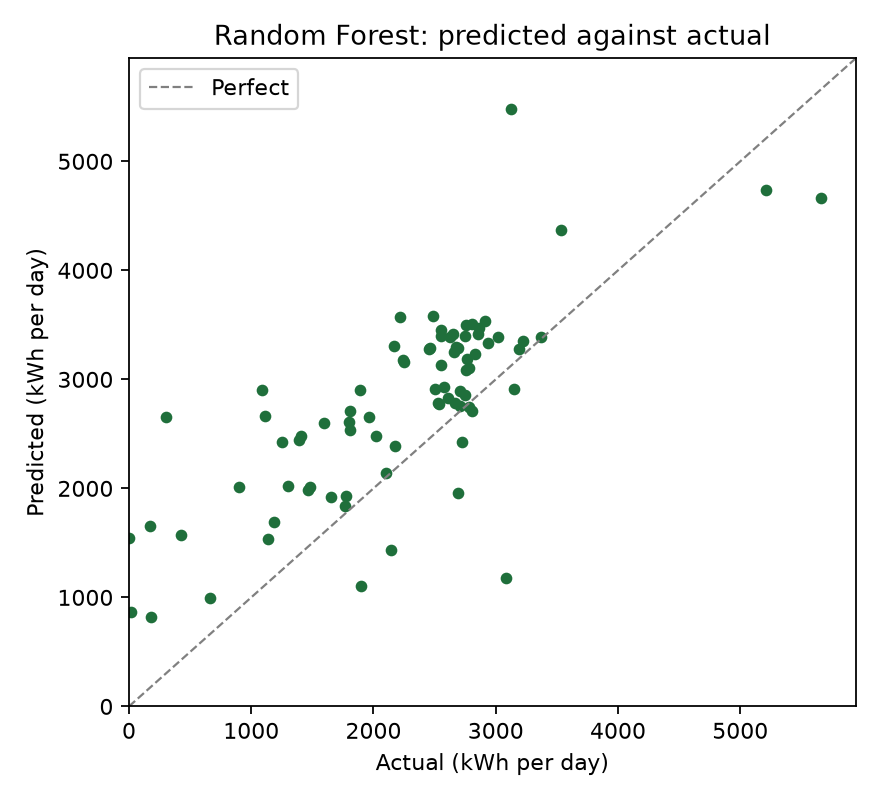 Random Forest: predicted against actual
Perfect
Predicted (kWh per day)
5000
4000
3000
2000
1000
0
0 1000 2000 3000 4000 5000
Actual (kWh per day)